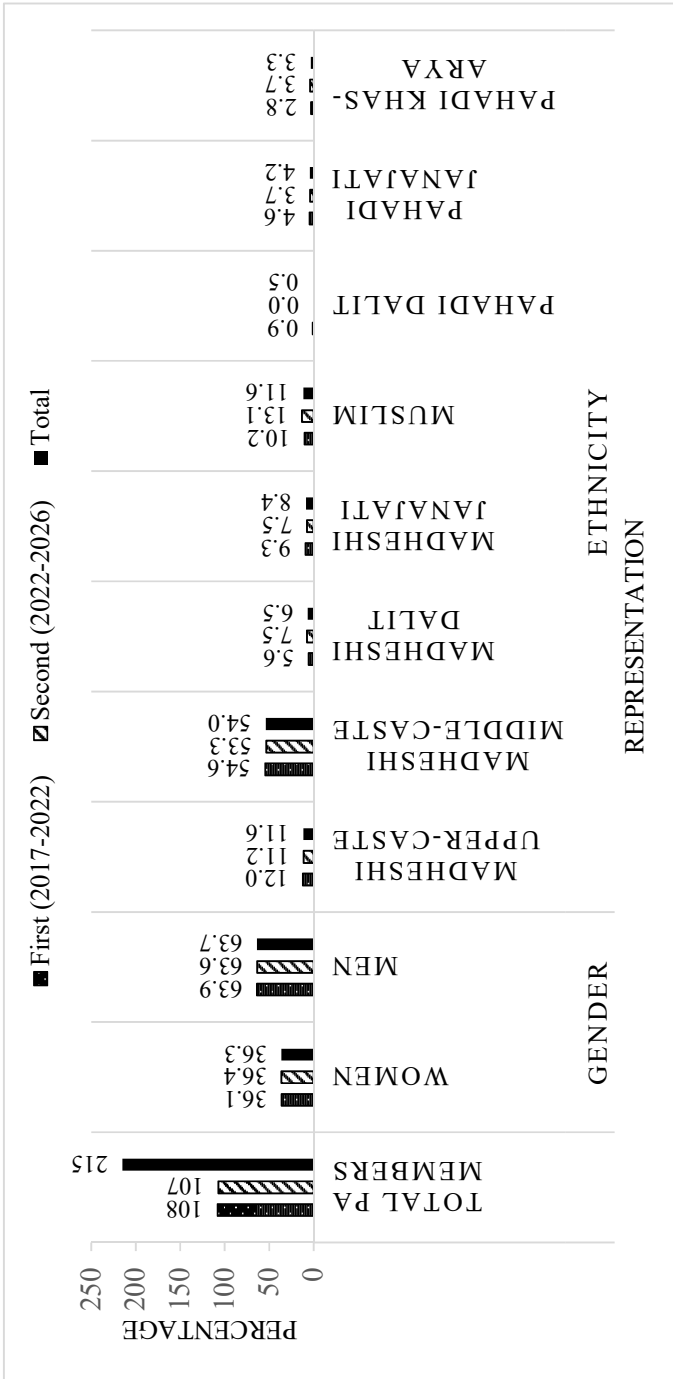 ■ First (2017-2022) ▨ Second (2022-2026) ■ Total
PERCENTAGE
250
200
150
100
50
0
108
107
215
36.1
36.4
36.3
63.9
63.6
63.7
12.0
11.2
11.6
54.6
53.3
54.0
5.6
7.5
6.5
9.3
7.5
8.4
10.2
13.1
11.6
0.9
0.0
0.5
4.6
3.7
4.2
2.8
3.7
3.3
TOTAL PA
MEMBERS
WOMEN
MEN
MADHESHI
UPPER-CASTE
MADHESHI
MIDDLE-CASTE
MADHESHI
DALIT
MADHESHI
JANAJATI
MUSLIM
PAHADI DALIT
PAHADI
JANAJATI
PAHADI KHAS-
ARYA
GENDER
ETHNICITY
REPRESENTATION